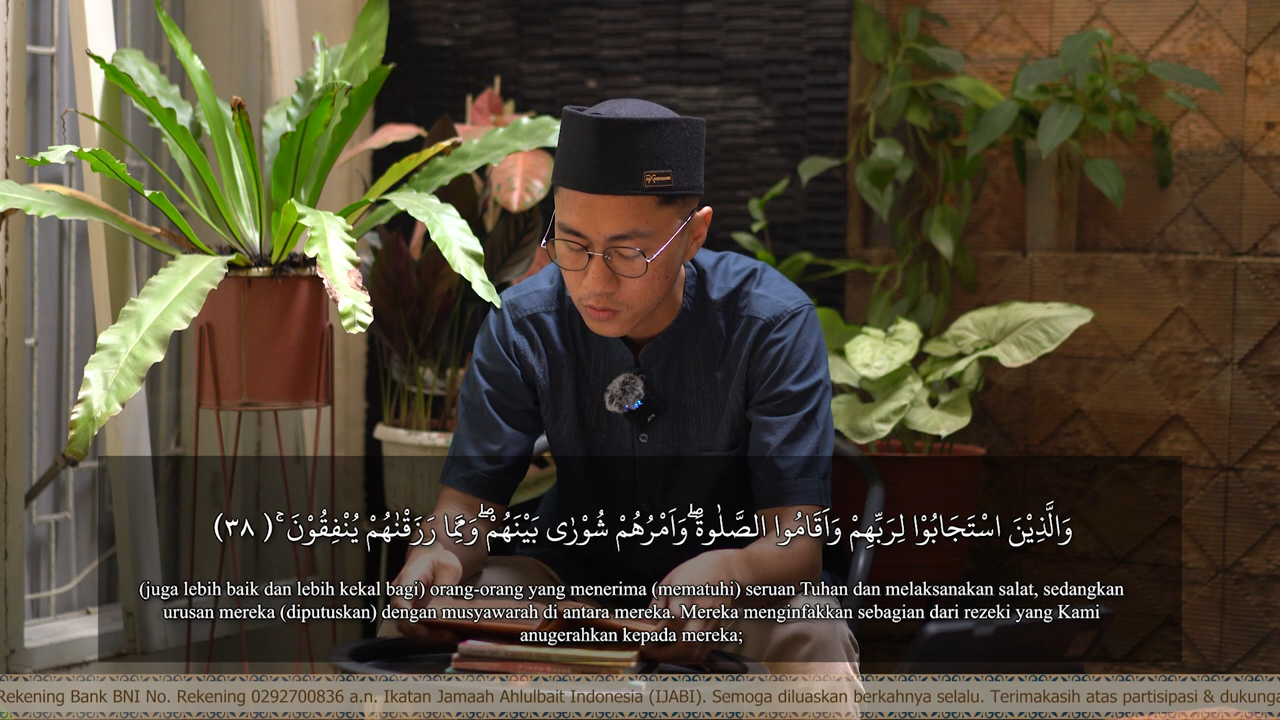 وَالَّذِيْنَ اسْتَجَابُوْا لِرَبِّهِمْ وَاَقَامُوا الصَّلٰوةَۖ وَاَمْرُهُمْ شُوْرٰى بَيْنَهُمْۖ وَمِمَّا رَزَقْنٰهُمْ يُنْفِقُوْنَ ۚ ( ٣٨)
(juga lebih baik dan lebih kekal bagi) orang-orang yang menerima (mematuhi) seruan Tuhan dan melaksanakan salat, sedangkan
urusan mereka (diputuskan) dengan musyawarah di antara mereka. Mereka menginfakkan sebagian dari rezeki yang Kami
anugerahkan kepada mereka;
Rekening Bank BNI No. Rekening 0292700836 a.n. Ikatan Jamaah Ahlulbait Indonesia (IJABI). Semoga diluaskan berkahnya selalu. Terimakasih atas partisipasi & dukunga